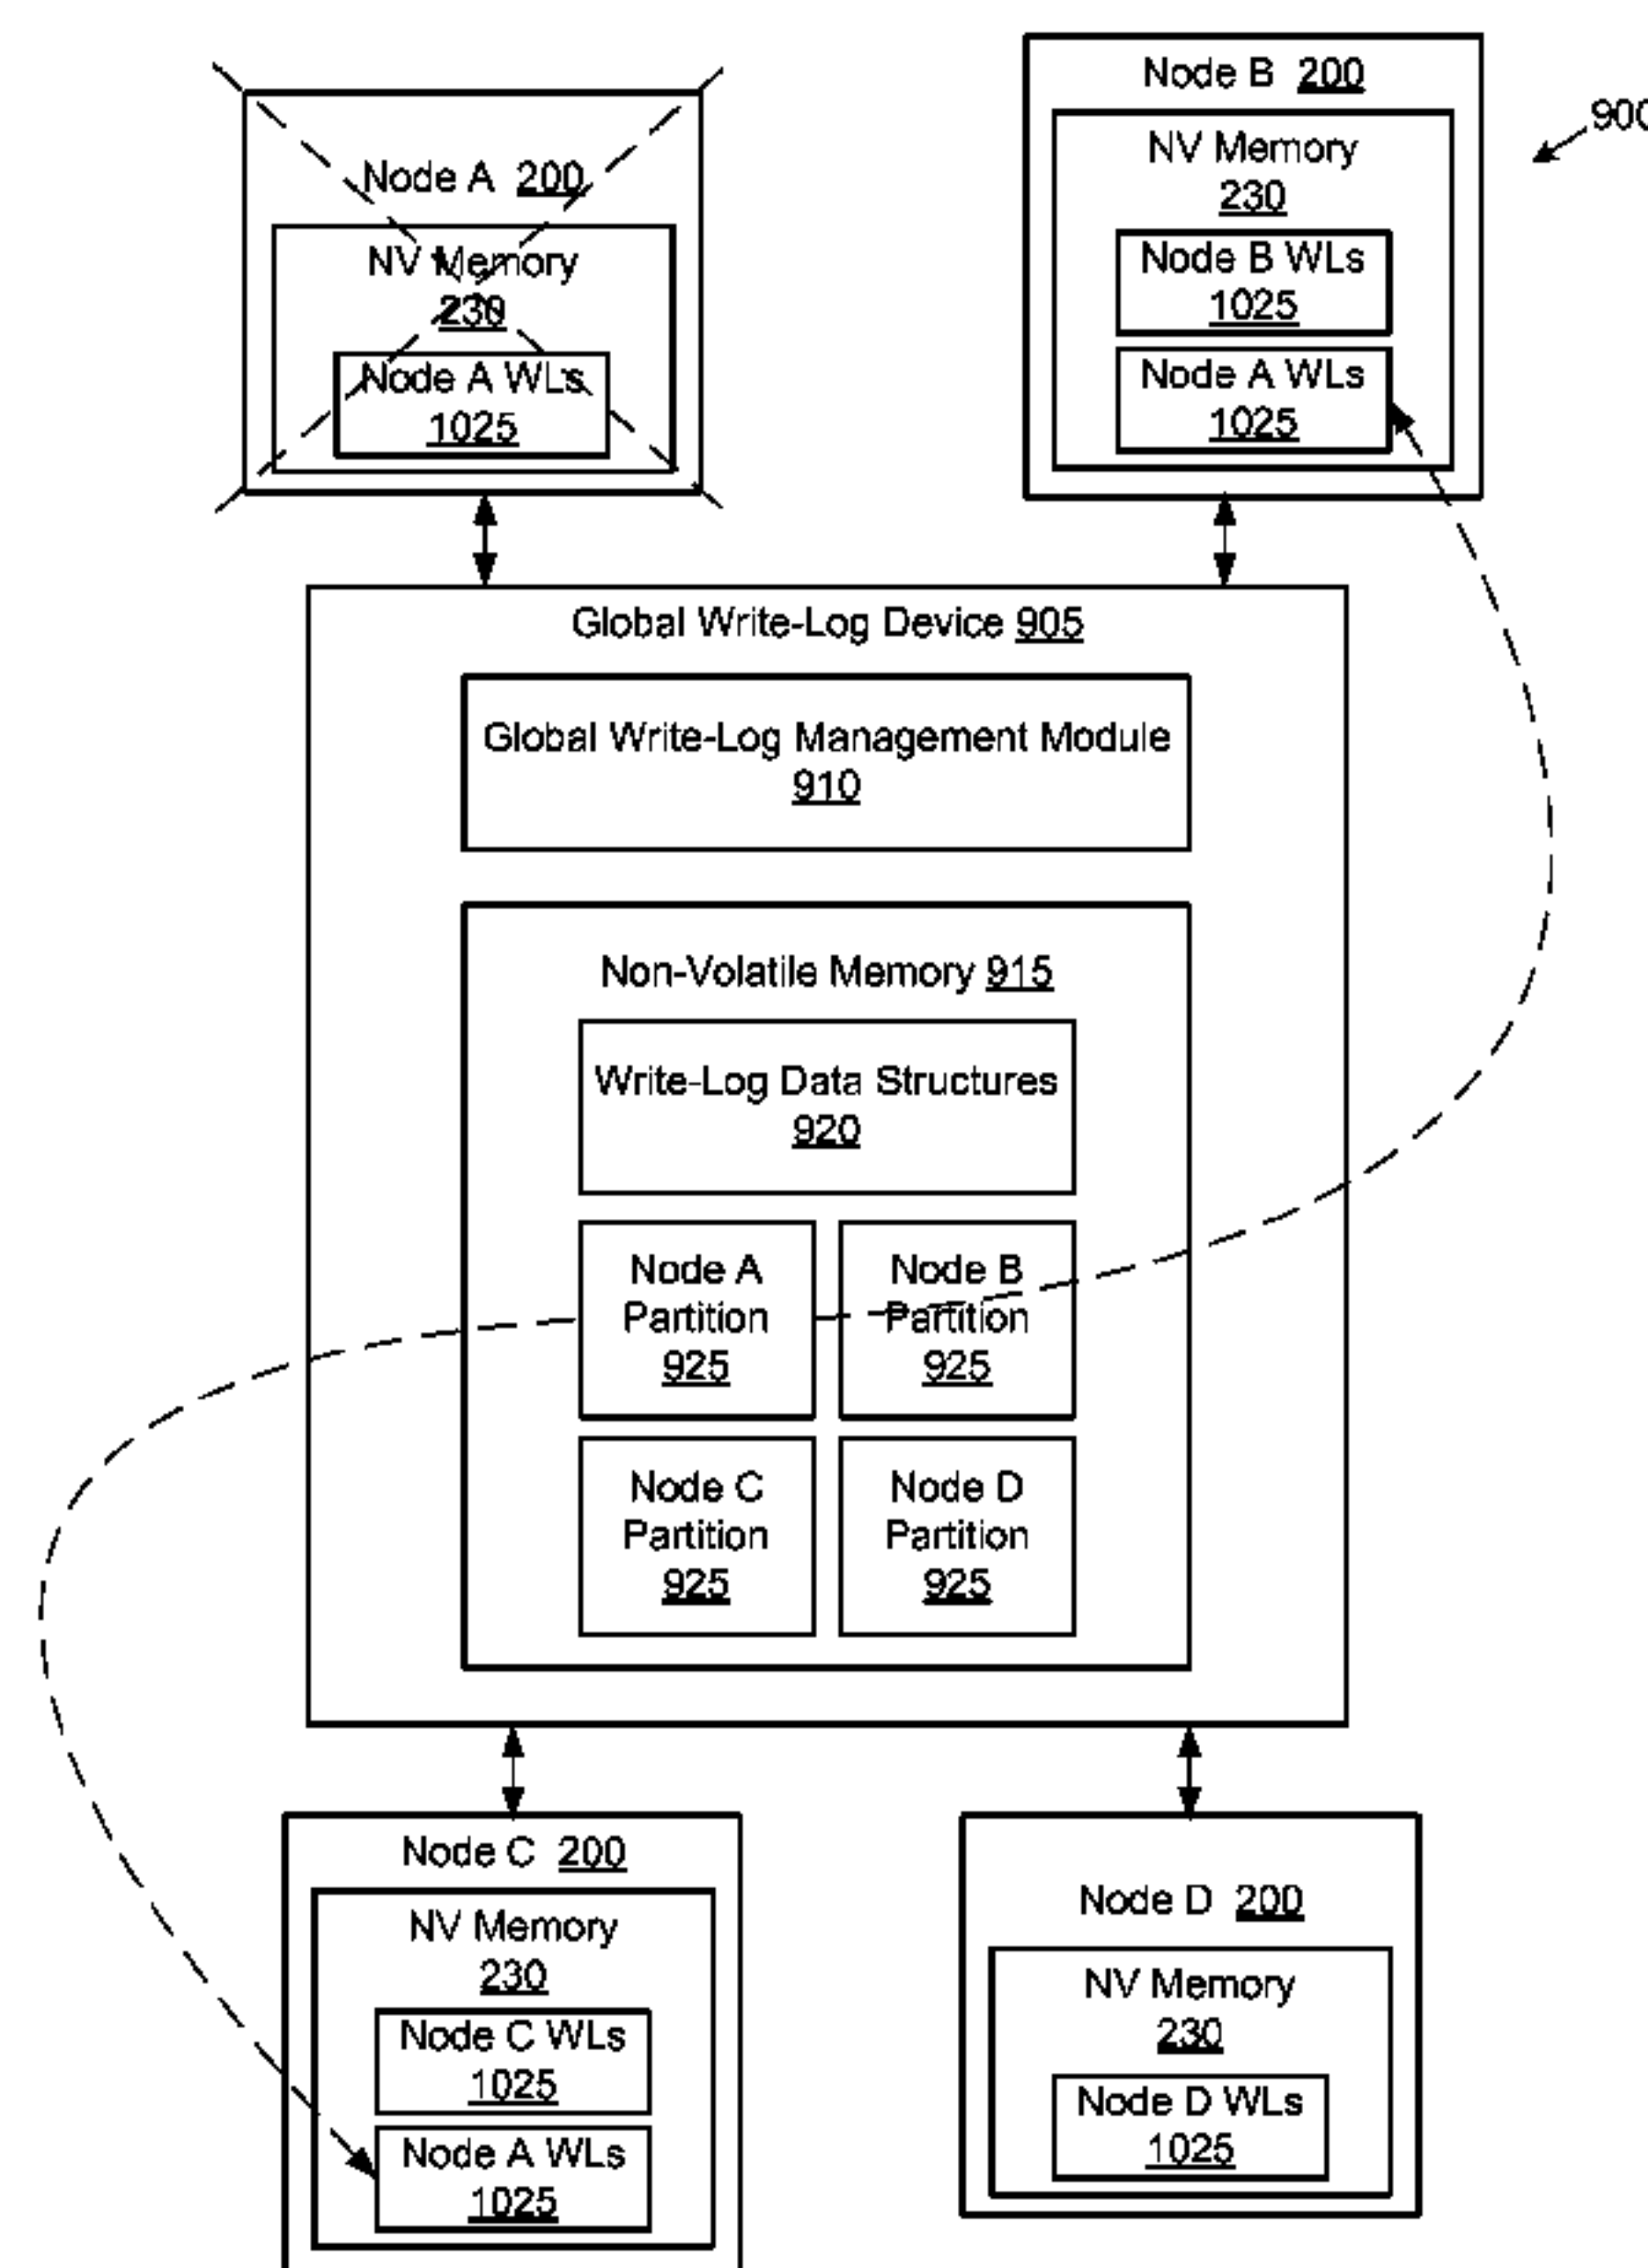 Node A 200
NV Memory
230
Node A WLs
1025
Node B 200
NV Memory
230
Node B WLs
1025
Node A WLs
1025
900
Global Write-Log Device 905
Global Write-Log Management Module
910
Non-Volatile Memory 915
Write-Log Data Structures
920
Node A
Partition
925
Node B
Partition
925
Node C
Partition
925
Node D
Partition
925
Node C 200
NV Memory
230
Node C WLs
1025
Node A WLs
1025
Node D 200
NV Memory
230
Node D WLs
1025